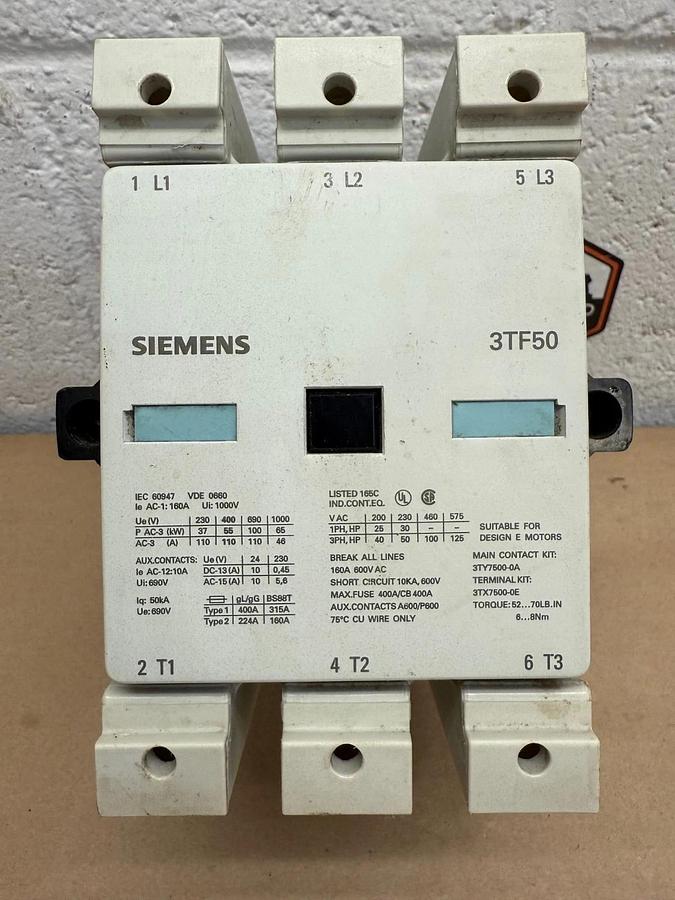 1 L1 3 L2 5 L3
SIEMENS 3TF50
IEC 60947 VDE 0660
Ie AC-1: 160A Ui: 1000V
Ue (V) 230 400 690 1000
P AC-3 (kW) 37 55 100 65
AC-3 (A) 110 110 110 46
AUX.CONTACTS: Ue (V) 24 230
Ie AC-12:10A DC-13 (A) 10 0,45
Ui: 690V AC-15 (A) 10 5,6
Iq: 50kA gL/gG BS88T
Ue: 690V Type 1 400A 315A
Type 2 224A 160A
LISTED 165C UL SA
IND.CONT.EQ.
V AC 200 230 460 575
1PH, HP 25 30 – –
3PH, HP 40 50 100 125
BREAK ALL LINES
160A 600V AC
SHORT CIRCUIT 10KA, 600V
MAX.FUSE 400A/CB 400A
AUX.CONTACTS A600/P600
75°C CU WIRE ONLY
SUITABLE FOR
DESIGN E MOTORS
MAIN CONTACT KIT:
3TY7500-0A
TERMINAL KIT:
3TX7500-0E
TORQUE: 52...70LB.IN
6...8Nm
2 T1 4 T2 6 T3